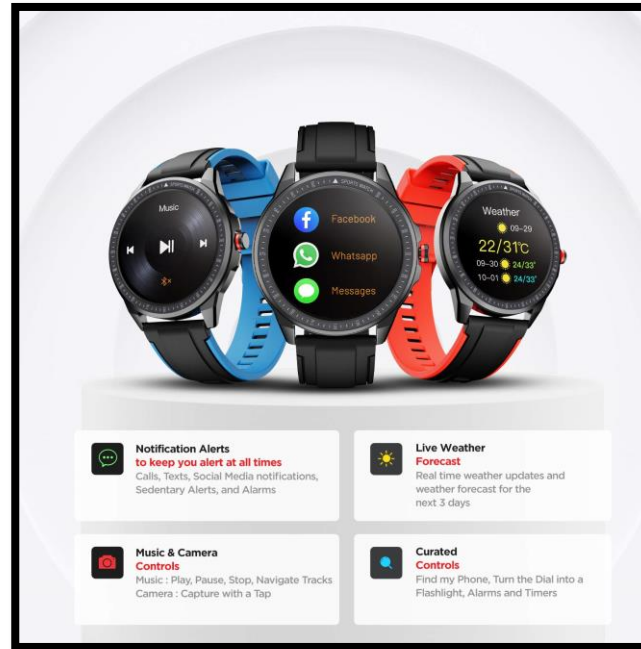 SPORTS WATCH
Music
SPORTS WATCH
Facebook
Whatsapp
Messages
Weather
09-29
22/31°C
09-30 24/33°
10-01 24/33°
Notification Alerts
to keep you alert at all times
Calls, Texts, Social Media notifications,
Sedentary Alerts, and Alarms
Live Weather
Forecast
Real time weather updates and
weather forecast for the
next 3 days
Music & Camera
Controls
Music : Play, Pause, Stop, Navigate Tracks
Camera : Capture with a Tap
Curated
Controls
Find my Phone, Turn the Dial into a
Flashlight, Alarms and Timers